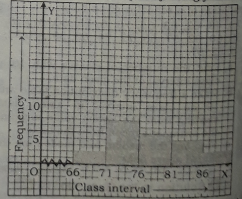 Y
Frequency
10
5
O 66 71 76 81 86 X
Class interval